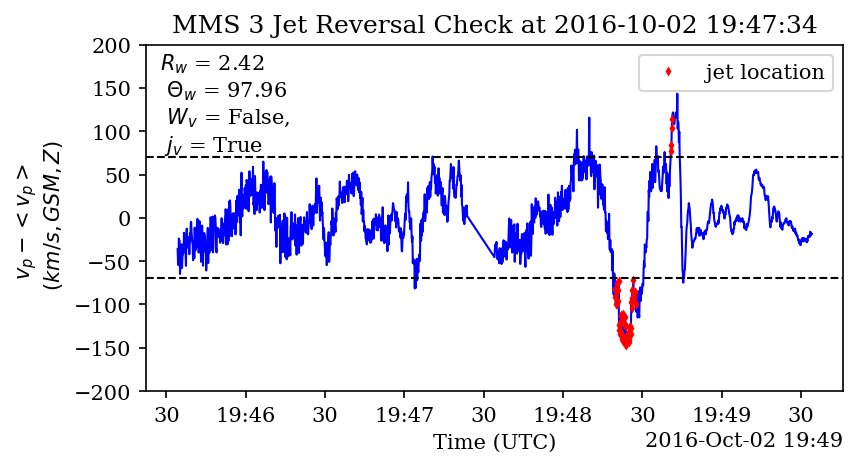 MMS 3 Jet Reversal Check at 2016-10-02 19:47:34
R_w = 2.42
Θ_w = 97.96
W_v = False,
j_v = True
jet location
200
150
100
50
0
−50
−100
−150
−200
v_p − < v_p >
(km/s, GSM, Z)
30 19:46 30 19:47 30 19:48 30 19:49 30
Time (UTC)
2016-Oct-02 19:49